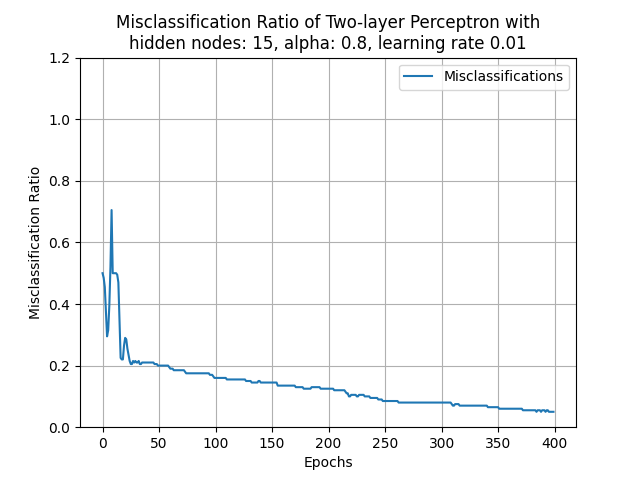 Misclassification Ratio of Two-layer Perceptron with
hidden nodes: 15, alpha: 0.8, learning rate 0.01
Misclassifications
Misclassification Ratio
1.2
1.0
0.8
0.6
0.4
0.2
0.0
0 50 100 150 200 250 300 350 400
Epochs